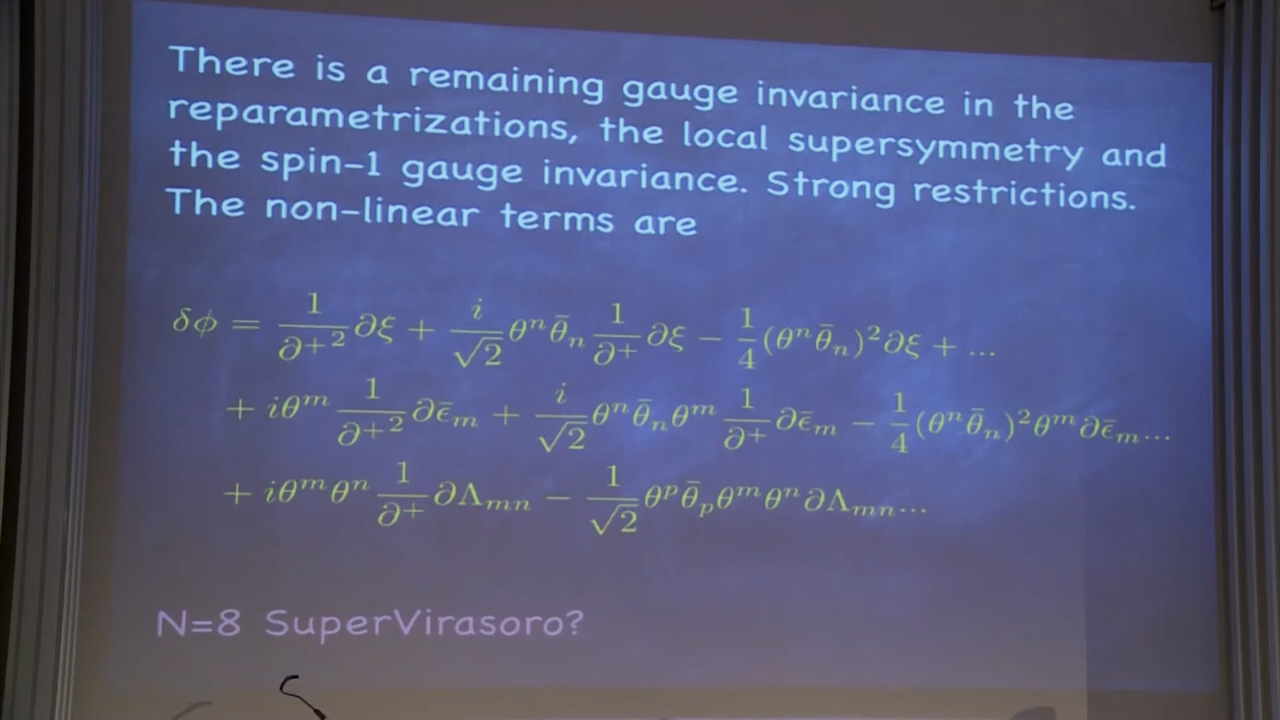 There is a remaining gauge invariance in the
reparametrizations, the local supersymmetry and
the spin-1 gauge invariance. Strong restrictions.
The non-linear terms are
δϕ = 1/∂⁺² ∂ξ + i/√2 θⁿθ̄ₙ 1/∂⁺ ∂ξ − 1/4 (θⁿθ̄ₙ)²∂ξ + ...
+ iθᵐ 1/∂⁺² ∂ε̄ₘ + i/√2 θⁿθ̄ₙθᵐ 1/∂⁺ ∂ε̄ₘ − 1/4 (θⁿθ̄ₙ)²θᵐ∂ε̄ₘ...
+ iθᵐθⁿ 1/∂⁺ ∂Λₘₙ − 1/√2 θᵖθ̄ₚθᵐθⁿ∂Λₘₙ...
N=8 SuperVirasoro?